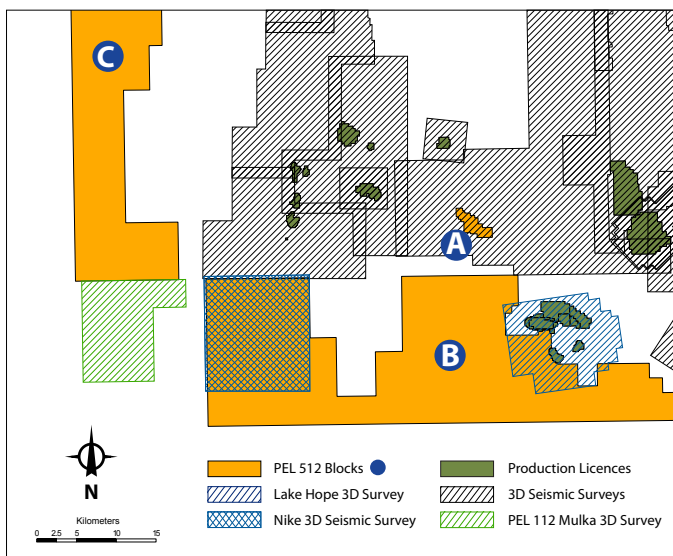 C
A
B
N
Kilometers
0 2.5 5 10 15
PEL 512 Blocks
Lake Hope 3D Survey
Nike 3D Seismic Survey
Production Licences
3D Seismic Surveys
PEL 112 Mulka 3D Survey